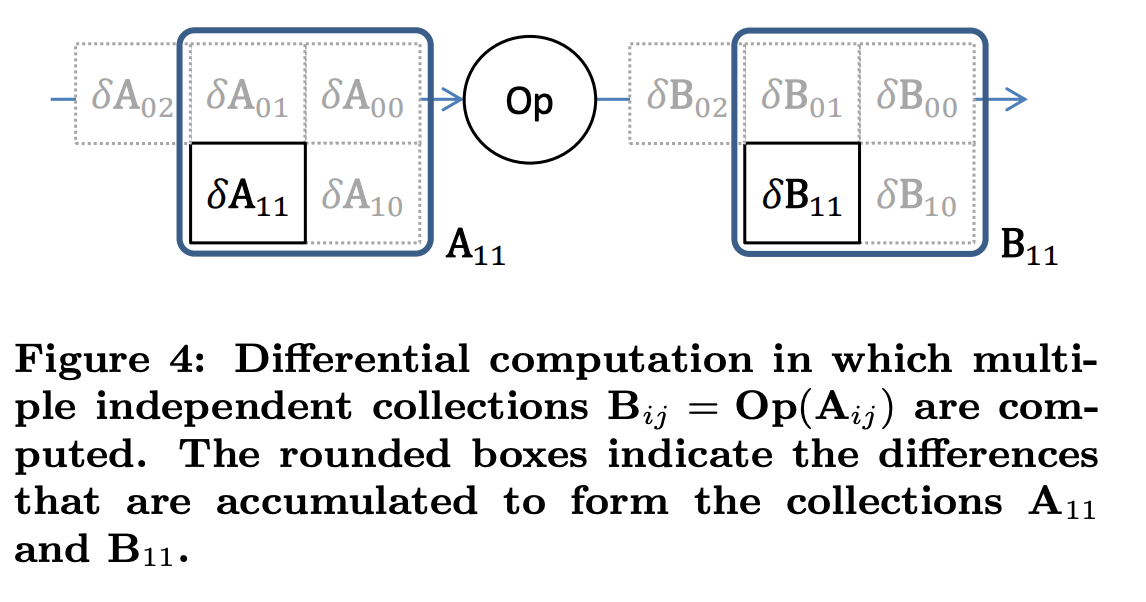 δA₀₂ δA₀₁ δA₀₀ Op δB₀₂ δB₀₁ δB₀₀
δA₁₁ δA₁₀ A₁₁ δB₁₁ δB₁₀ B₁₁
Figure 4: Differential computation in which multi-
ple independent collections Bᵢⱼ = Op(Aᵢⱼ) are com-
puted. The rounded boxes indicate the differences
that are accumulated to form the collections A₁₁
and B₁₁.